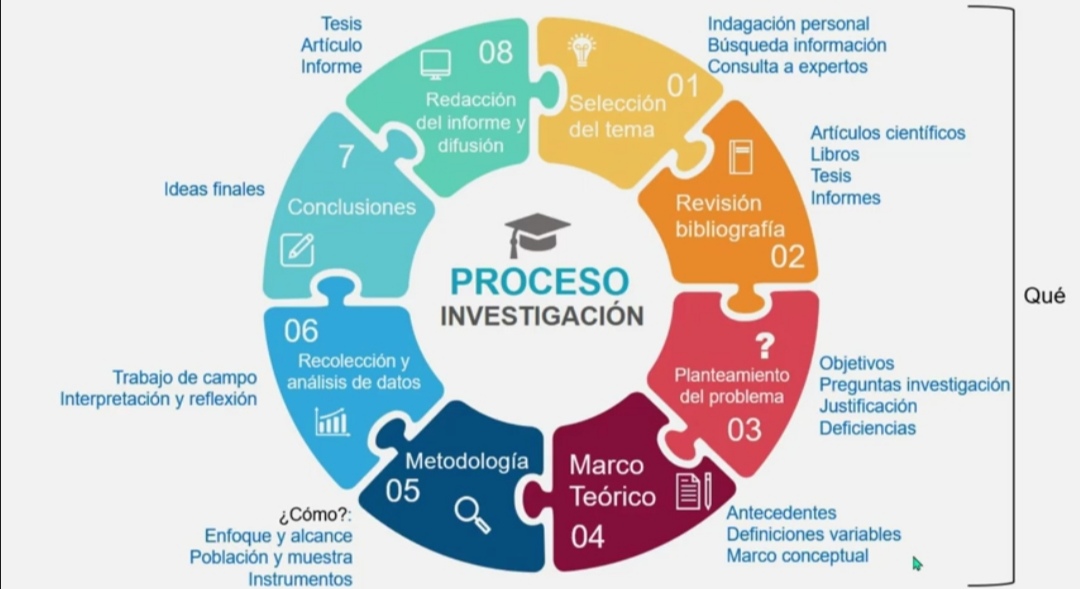 Tesis
Artículo
Informe
08
Redacción
del informe y
difusión
Indagación personal
Búsqueda información
Consulta a expertos
01
Selección
del tema
Artículos científicos
Libros
Tesis
Informes
Revisión
bibliografía
02
Qué
?
Planteamiento
del problema
03
Objetivos
Preguntas investigación
Justificación
Deficiencias
Marco
Teórico
04
Antecedentes
Definiciones variables
Marco conceptual
Metodología
05
¿Cómo?:
Enfoque y alcance
Población y muestra
Instrumentos
06
Recolección y
análisis de datos
Trabajo de campo
Interpretación y reflexión
7
Conclusiones
Ideas finales
PROCESO
INVESTIGACIÓN